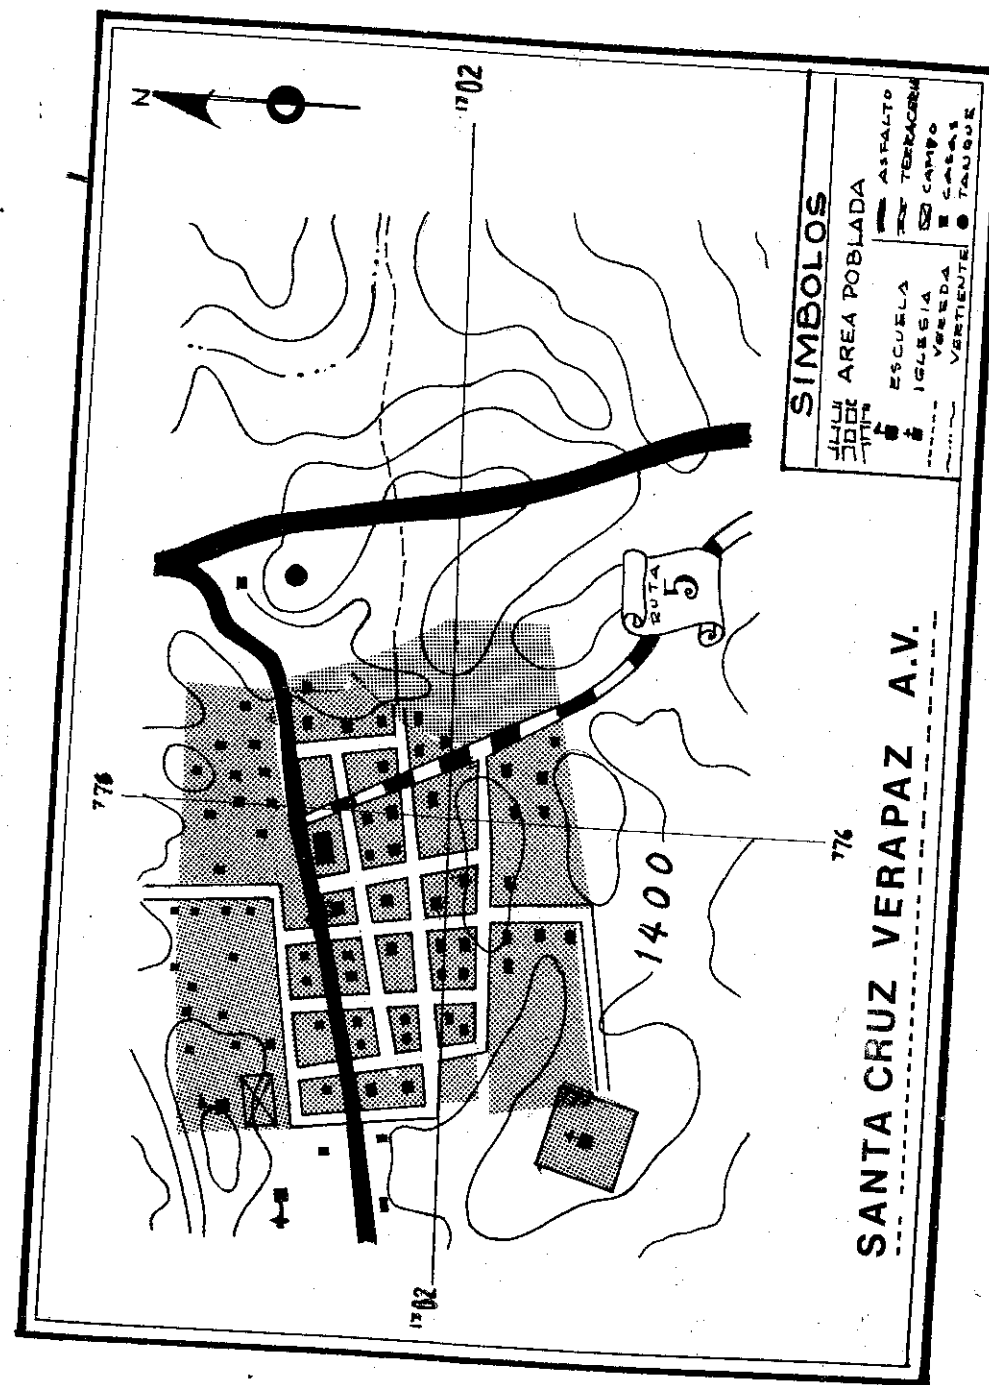 N
1702
776
RUTA
5
1400
776
1702
SIMBOLOS
AREA POBLADA
ESCUELA
IGLESIA
VEREDA
VERTIENTE
ASFALTO
TERRACERIA
CAMPO
CASAS
TANQUE
SANTA CRUZ VERAPAZ A.V.